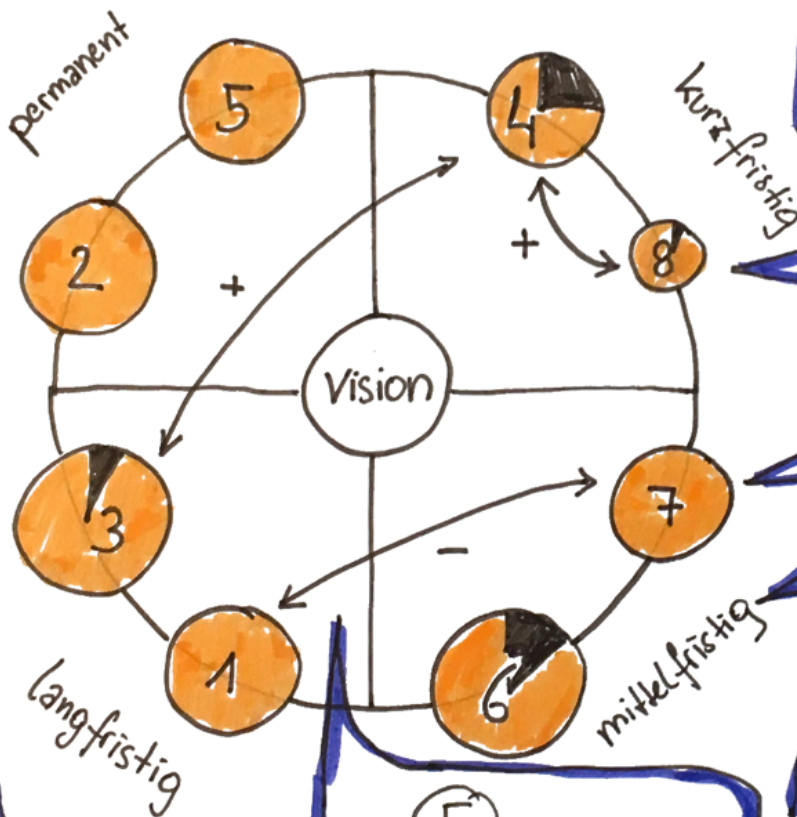 permanent
5
4
kurzfristig
2
+
+
8
Vision
3
7
-
1
6
langfristig
mittelfristig